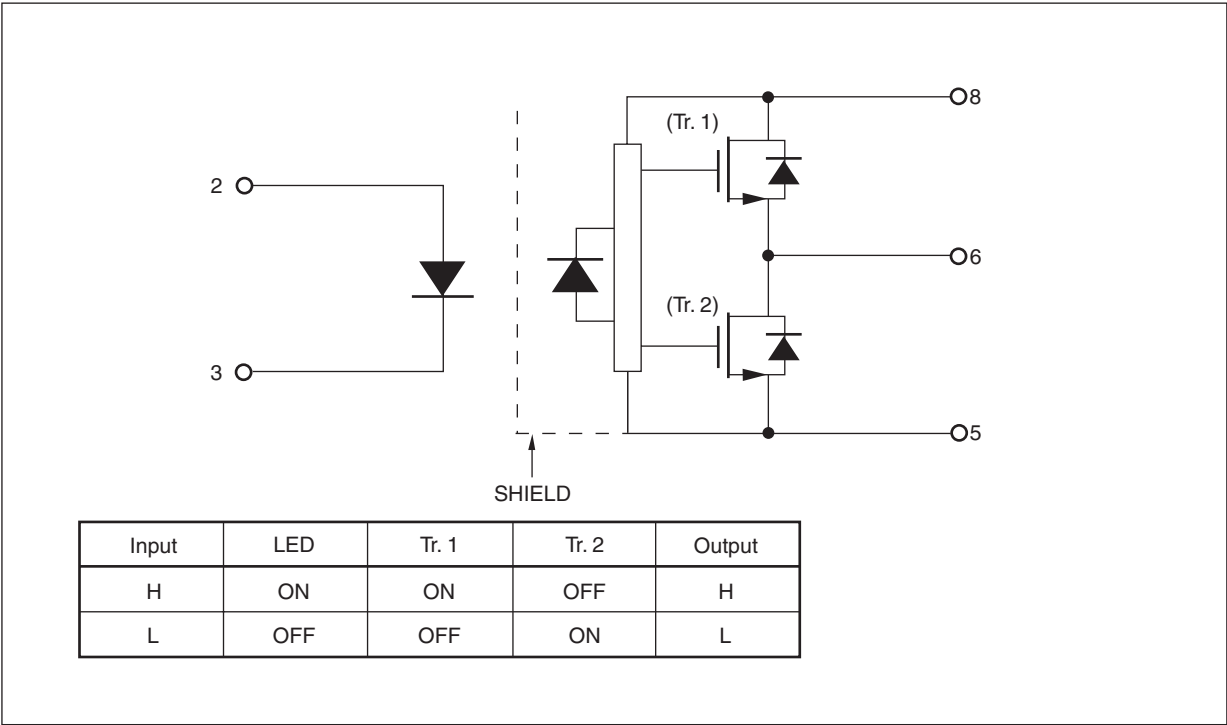 8
(Tr. 1)
2
6
(Tr. 2)
3
5
SHIELD
Input LED Tr. 1 Tr. 2 Output
H ON ON OFF H
L OFF OFF ON L